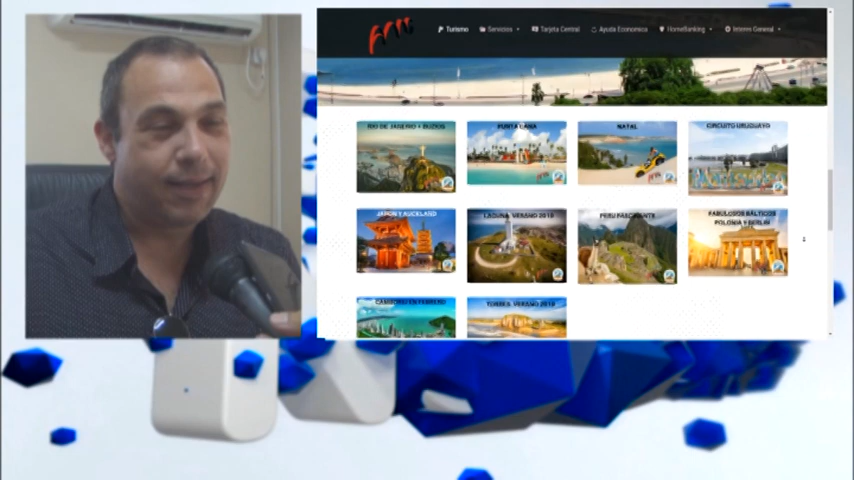 Turismo Servicios Tarjeta Central Ayuda Economica HomeBanking Interes General
RIO DE JANEIRO + BUZIOS
PUNTA CANA
NATAL
CIRCUITO URUGUAYO
JAPON Y AUCKLAND
LAGUNA VERANO 2019
PERU FASCINANTE
FABULOSOS BALTICOS
POLONIA Y BERLIN
CAMBORIU EN FEBRERO
TORRES VERANO 2019